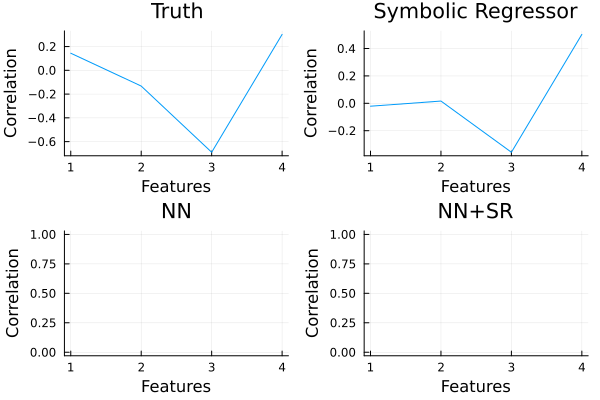 Truth
Correlation
0.2
0.0
−0.2
−0.4
−0.6
1 2 3 4
Features
Symbolic Regressor
Correlation
0.4
0.2
0.0
−0.2
1 2 3 4
Features
NN
Correlation
1.00
0.75
0.50
0.25
0.00
1 2 3 4
Features
NN+SR
Correlation
1.00
0.75
0.50
0.25
0.00
1 2 3 4
Features